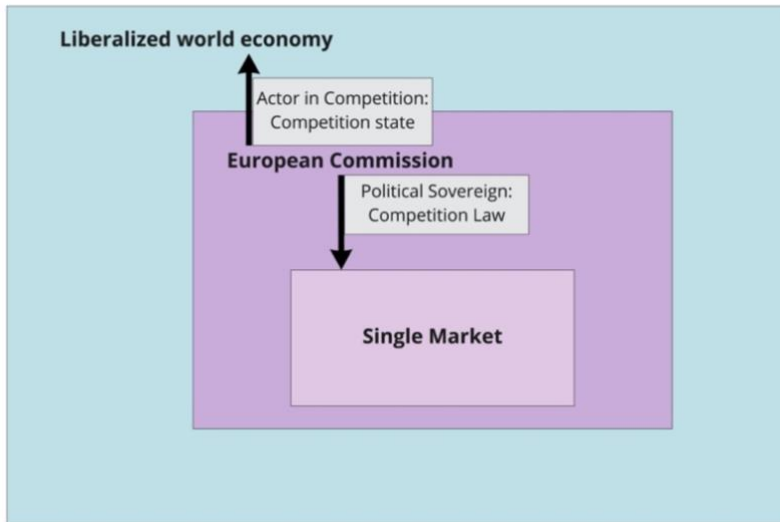 Liberalized world economy
Actor in Competition:
Competition state
European Commission
Political Sovereign:
Competition Law
Single Market